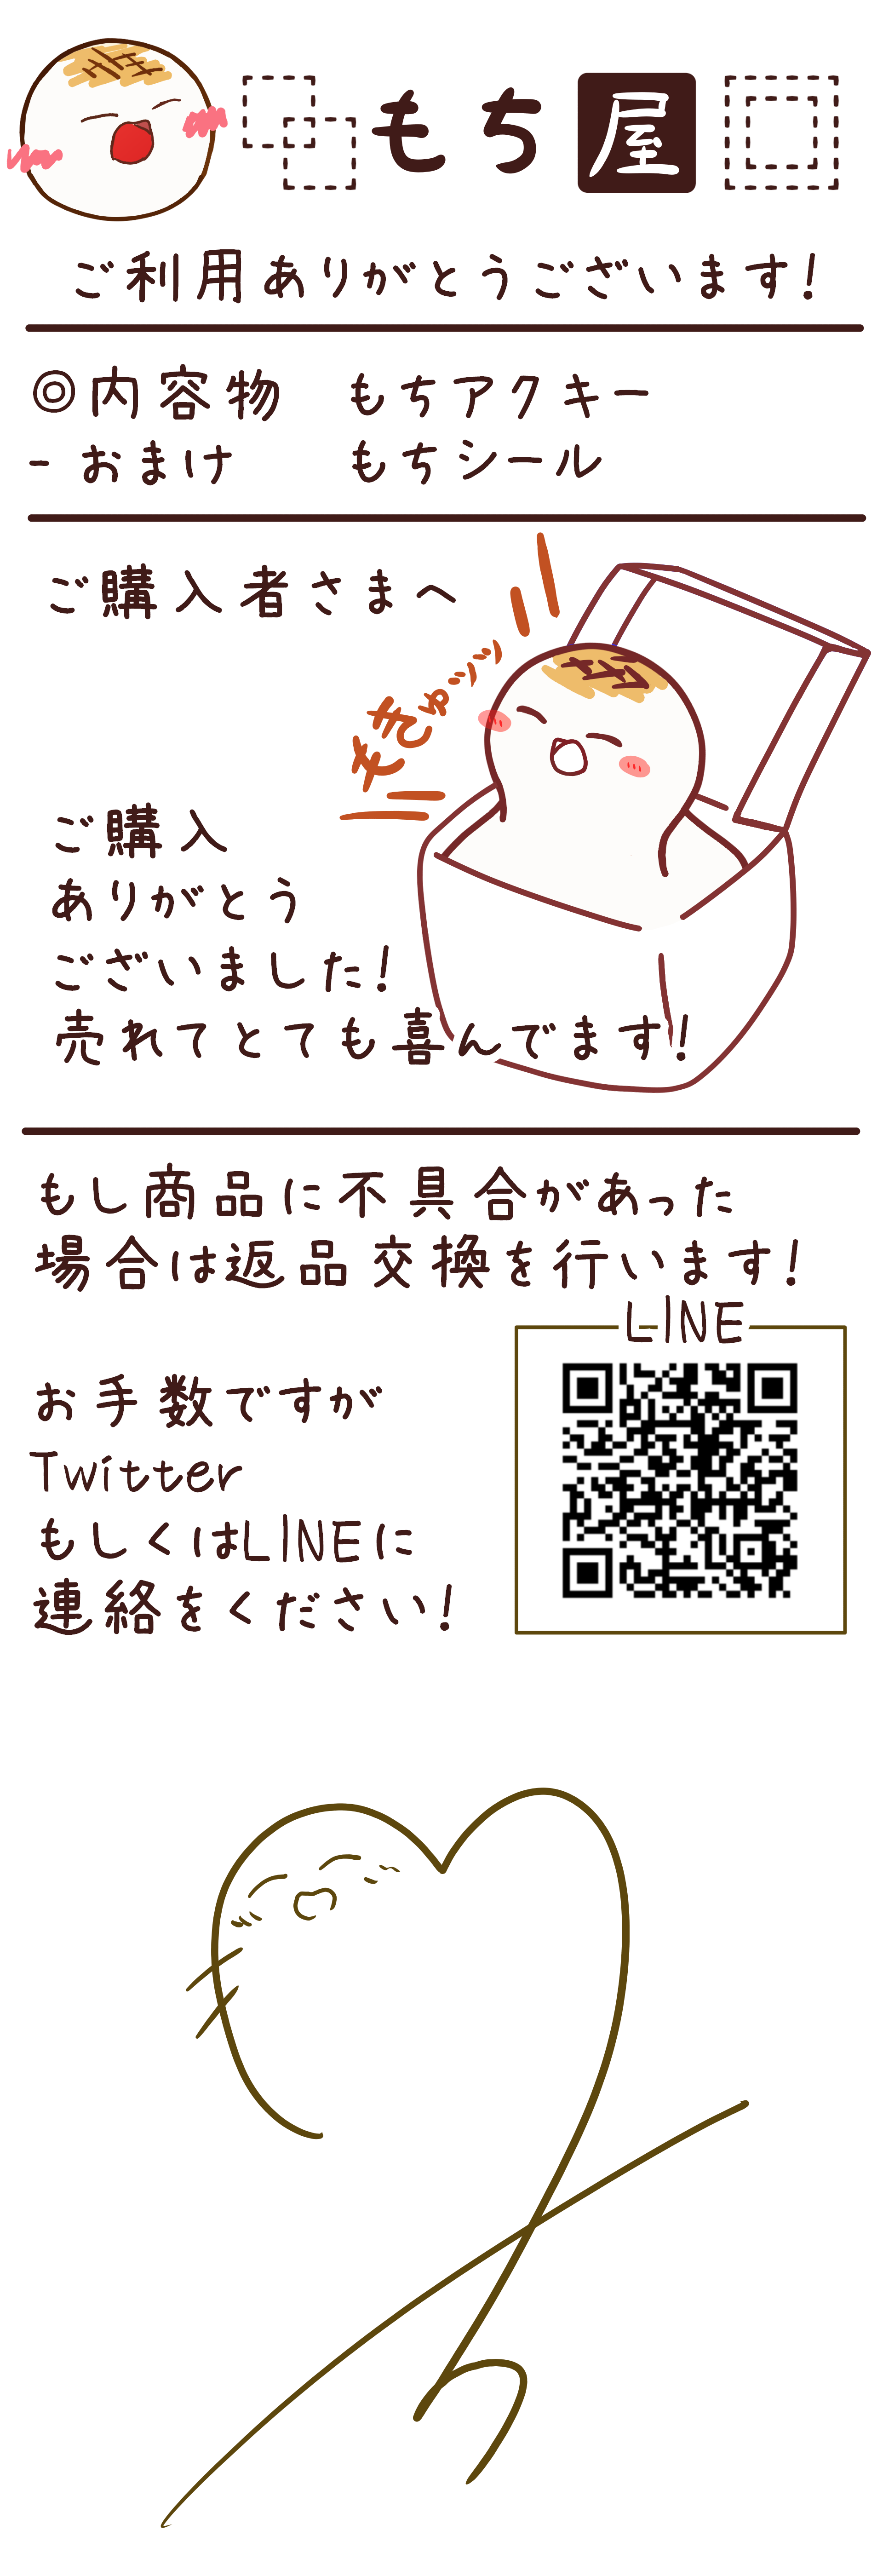 もち屋
ご利用ありがとうございます!
◎内容物 もちアクキー
- おまけ もちシール
ご購入者さまへ
もきゅッッ
ご購入
ありがとう
ございました!
売れてとても喜んでます!
もし商品に不具合があった
場合は返品交換を行います!
LINE
お手数ですが
Twitter
もしくはLINEに
連絡をください!